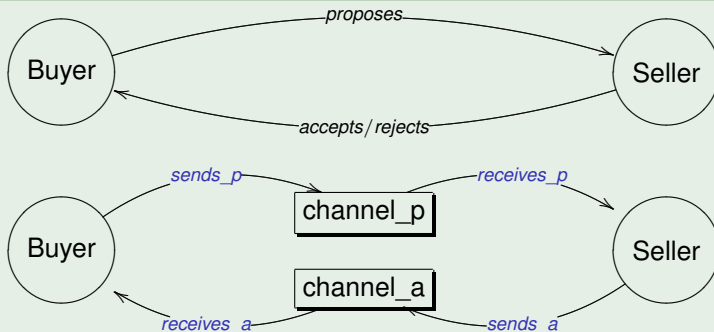 proposes
Buyer
Seller
accepts/rejects
sends_p
receives_p
channel_p
Buyer
Seller
channel_a
receives_a
sends_a